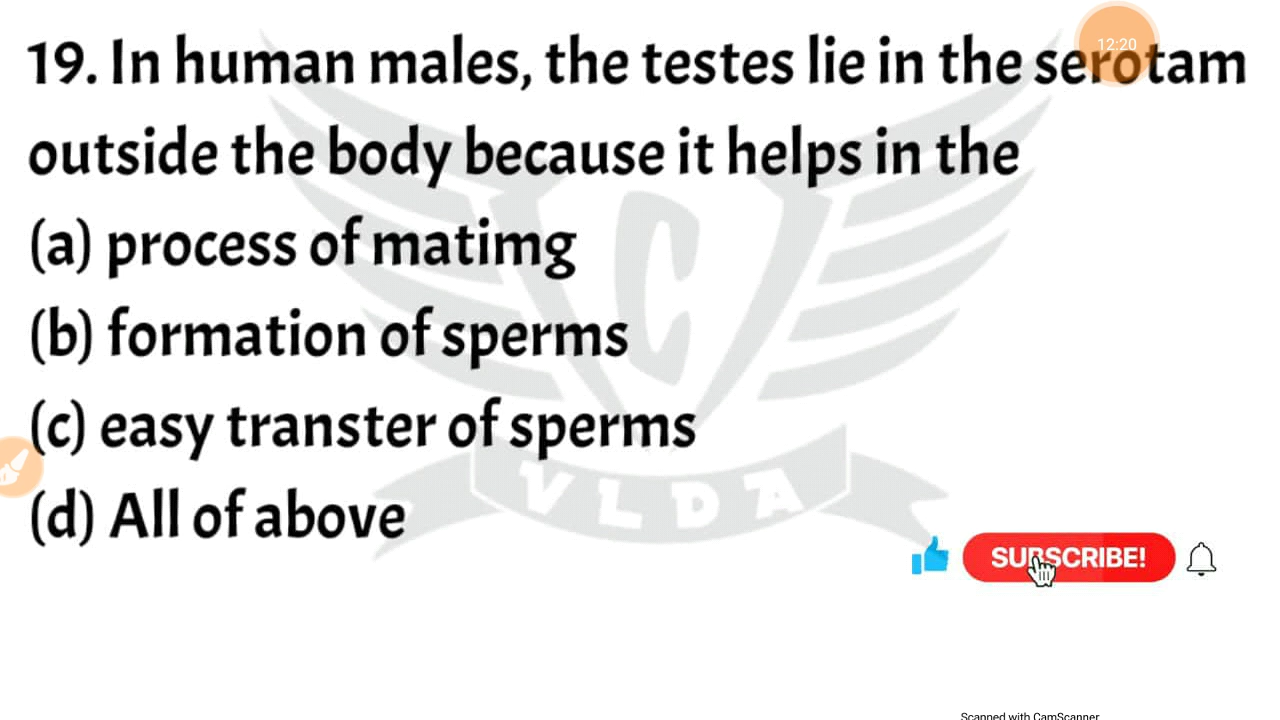 12:20
19. In human males, the testes lie in the serotam
outside the body because it helps in the
(a) process of matimg
(b) formation of sperms
(c) easy transter of sperms
(d) All of above
C
VLDA
SUBSCRIBE!
Scanned with CamScanner